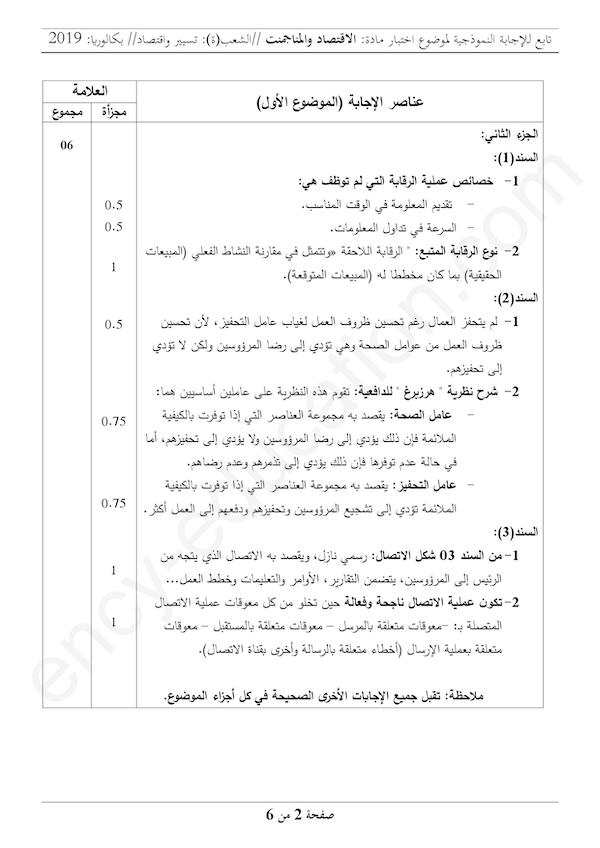 تابع للإجابة النموذجية لموضوع اختبار مادة: الاقتصاد والمناجمنت //الشعب(ة): تسيير واقتصاد// بكالوريا: 2019
العلامة
عناصر الإجابة (الموضوع الأول)
مجموع
مجزأة
06
الجزء الثاني:
السند(1):
1- خصائص عملية الرقابة التي لم توظف هي:
0.5
- تقديم المعلومة في الوقت المناسب.
0.5
- السرعة في تداول المعلومات.
2- نوع الرقابة المتبع: " الرقابة اللاحقة «وتتمثل في مقارنة النشاط الفعلي (المبيعات
1
الحقيقية) بما كان مخططا له (المبيعات المتوقعة).
السند(2):
0.5
1- لم يتحفز العمال رغم تحسين ظروف العمل لغياب عامل التحفيز، لأن تحسين
ظروف العمل من عوامل الصحة وهي تؤدي إلى رضا المرؤوسين ولكن لا تؤدي
إلى تحفيزهم.
2- شرح نظرية " هرزبرغ " للدافعية: تقوم هذه النظرية على عاملين أساسيين هما:
0.75
- عامل الصحة: يقصد به مجموعة العناصر التي إذا توفرت بالكيفية
الملائمة فإن ذلك يؤدي إلى رضا المرؤوسين ولا يؤدي إلى تحفيزهم، أما
في حالة عدم توفرها فإن ذلك يؤدي إلى تذمرهم وعدم رضاهم.
0.75
- عامل التحفيز: يقصد به مجموعة العناصر التي إذا توفرت بالكيفية
الملائمة تؤدي إلى تشجيع المرؤوسين وتحفيزهم ودفعهم إلى العمل أكثر.
السند(3):
1-من السند 03 شكل الاتصال: رسمي نازل، ويقصد به الاتصال الذي يتجه من
1
الرئيس إلى المرؤوسين، يتضمن التقارير، الأوامر والتعليمات وخطط العمل...
2-تكون عملية الاتصال ناجحة وفعالة حين تخلو من كل معوقات عملية الاتصال
1
المتصلة بـ: -معوقات متعلقة بالمرسل - معوقات متعلقة بالمستقبل - معوقات
متعلقة بعملية الإرسال (أخطاء متعلقة بالرسالة وأخرى بقناة الاتصال).
ملاحظة: تقبل جميع الإجابات الأخرى الصحيحة في كل أجزاء الموضوع.
صفحة 2 من 6
ency-education.com